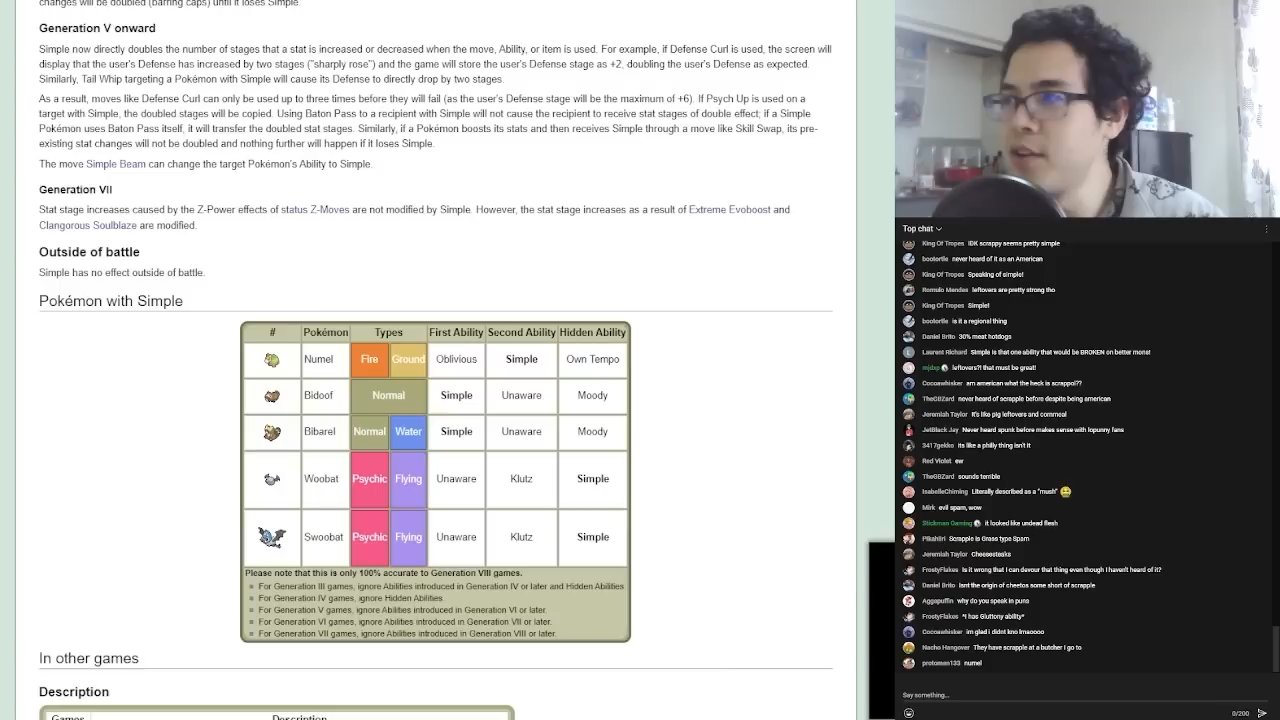 changes will be doubled (barring caps) until it loses Simple
Generation V onward
Simple now directly doubles the number of stages that a stat is increased or decreased when the move, Ability, or item is used. For example, if Defense Curl is used, the screen will
display that the user's Defense has increased by two stages ("sharply rose") and the game will store the user's Defense stage as +2, doubling the user's Defense as expected.
Similarly, Tail Whip targeting a Pokémon with Simple will cause its Defense to directly drop by two stages.
As a result, moves like Defense Curl can only be used up to three times before they will fail (as the user's Defense stage will be the maximum of +6). If Psych Up is used on a
target with Simple, the doubled stages will be copied. Using Baton Pass to a recipient with Simple will not cause the recipient to receive stat stages of double effect; if a Simple
Pokémon uses Baton Pass itself, it will transfer the doubled stat stages. Similarly, if a Pokémon boosts its stats and then receives Simple through a move like Skill Swap, its pre-
existing stat changes will not be doubled and nothing further will happen if it loses Simple.
The move Simple Beam can change the target Pokémon's Ability to Simple.
Generation VII
Stat stage increases caused by the Z-Power effects of status Z-Moves are not modified by Simple. However, the stat stage increases as a result of Extreme Evoboost and
Clangorous Soulblaze are modified.
Outside of battle
Simple has no effect outside of battle.
Pokémon with Simple
# Pokémon Types First Ability Second Ability Hidden Ability
Numel Fire Ground Oblivious Simple Own Tempo
Bidoof Normal Simple Unaware Moody
Bibarel Normal Water Simple Unaware Moody
Woobat Psychic Flying Unaware Klutz Simple
Swoobat Psychic Flying Unaware Klutz Simple
Please note that this is only 100% accurate to Generation VIII games.
For Generation III games, ignore Abilities introduced in Generation IV or later and Hidden Abilities
For Generation IV games, ignore Hidden Abilities.
For Generation V games, ignore Abilities introduced in Generation VI or later.
For Generation VI games, ignore Abilities introduced in Generation VII or later.
For Generation VII games, ignore Abilities introduced in Generation VIII or later.
In other games
Description
Games Description
Top chat
King Of Tropes IDK scrappy seems pretty simple
bootortle never heard of it as an American
King Of Tropes Speaking of simple!
Romulo Mendes leftovers are pretty strong tho
King Of Tropes Simple!
bootortle is it a regional thing
Daniel Brito 30% meat hotdogs
Laurent Richard Simple is that one ability that would be BROKEN on better mons!
mjdxp leftovers?! that must be great!
Cocoawhisker am american what the heck is scrappol??
TheGBZard never heard of scrapple before despite being american
Jeremiah Taylor It's like pig leftovers and cornmeal
JetBlack Jay Never heard spunk before makes sense with lopunny fans
3417gekko its like a philly thing isn't it
Red Violet ew
TheGBZard sounds terrible
IsabelleChiming Literally described as a "mush"
Mirk evil spam, wow
Stickman Gaming it looked like undead flesh
Pikahiri Scrapple is Grass type Spam
Jeremiah Taylor Cheesesteaks
FrostyFlakes Is it wrong that I can devour that thing even though I haven't heard of it?
Daniel Brito Isnt the origin of cheetos some short of scrapple
Aggapuffin why do you speak in puns
FrostyFlakes *I has Gluttony ability*
Cocoawhisker im glad i didnt kno lmaoooo
Nacho Hangover They have scrapple at a butcher I go to
protoman133 numel
Say something...
0/200